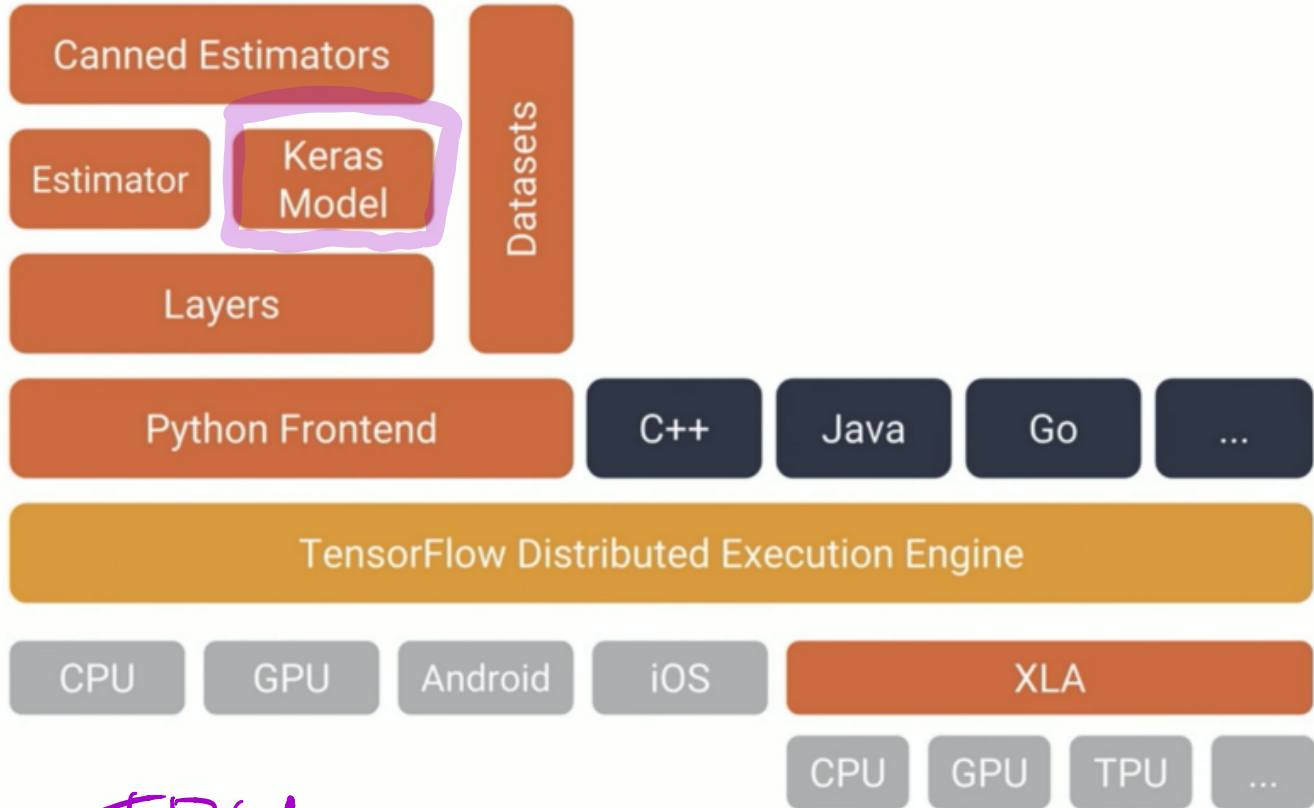 Canned Estimators
Estimator
Keras
Model
Datasets
Layers
Python Frontend
C++
Java
Go
...
TensorFlow Distributed Execution Engine
CPU
GPU
Android
iOS
XLA
CPU
GPU
TPU
...